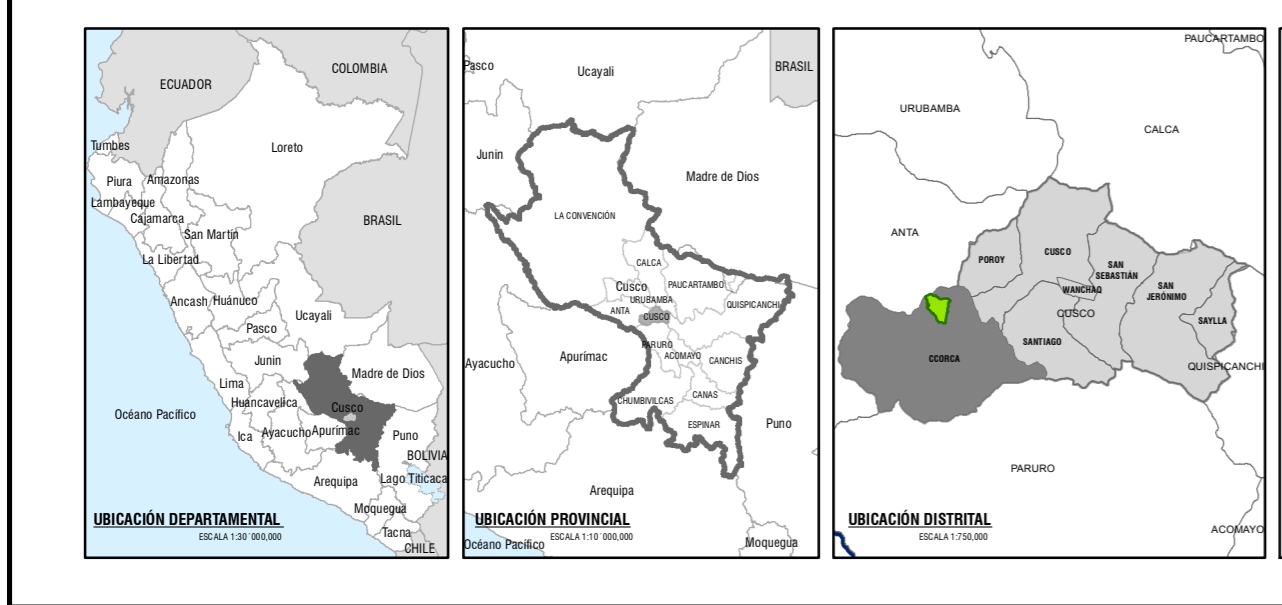 ECUADOR
COLOMBIA
Tumbes
Loreto
Piura
Amazonas
Lambayeque
Cajamarca
San Martín
BRASIL
La Libertad
Ancash
Huánuco
Ucayali
Pasco
Junin
Madre de Dios
Lima
Huancavelica
Cusco
Océano Pacífico
Ica
Ayacucho
Apurímac
Puno
BOLIVIA
Arequipa
Lago Titicaca
Moquegua
Tacna
CHILE
UBICACIÓN DEPARTAMENTAL
ESCALA 1:30´000,000
Pasco
Ucayali
BRASIL
Junin
Madre de Dios
LA CONVENCIÓN
CALCA
Cusco
PAUCARTAMBO
URUBAMBA
QUISPICANCHI
ANTA
CUSCO
PARURO
ACOMAYO
CANCHIS
Ayacucho
Apurímac
CHUMBIVILCAS
CANAS
ESPINAR
Puno
Arequipa
Océano Pacífico
Moquegua
UBICACIÓN PROVINCIAL
ESCALA 1:10´000,000
PAUCARTAMBO
URUBAMBA
CALCA
ANTA
POROY
CUSCO
SAN
SEBASTIÁN
WANCHAQ
SAN
JERÓNIMO
CUSCO
SAYLLA
SANTIAGO
CCORCA
QUISPICANCHI
PARURO
ACOMAYO
UBICACIÓN DISTRITAL
ESCALA 1:750,000